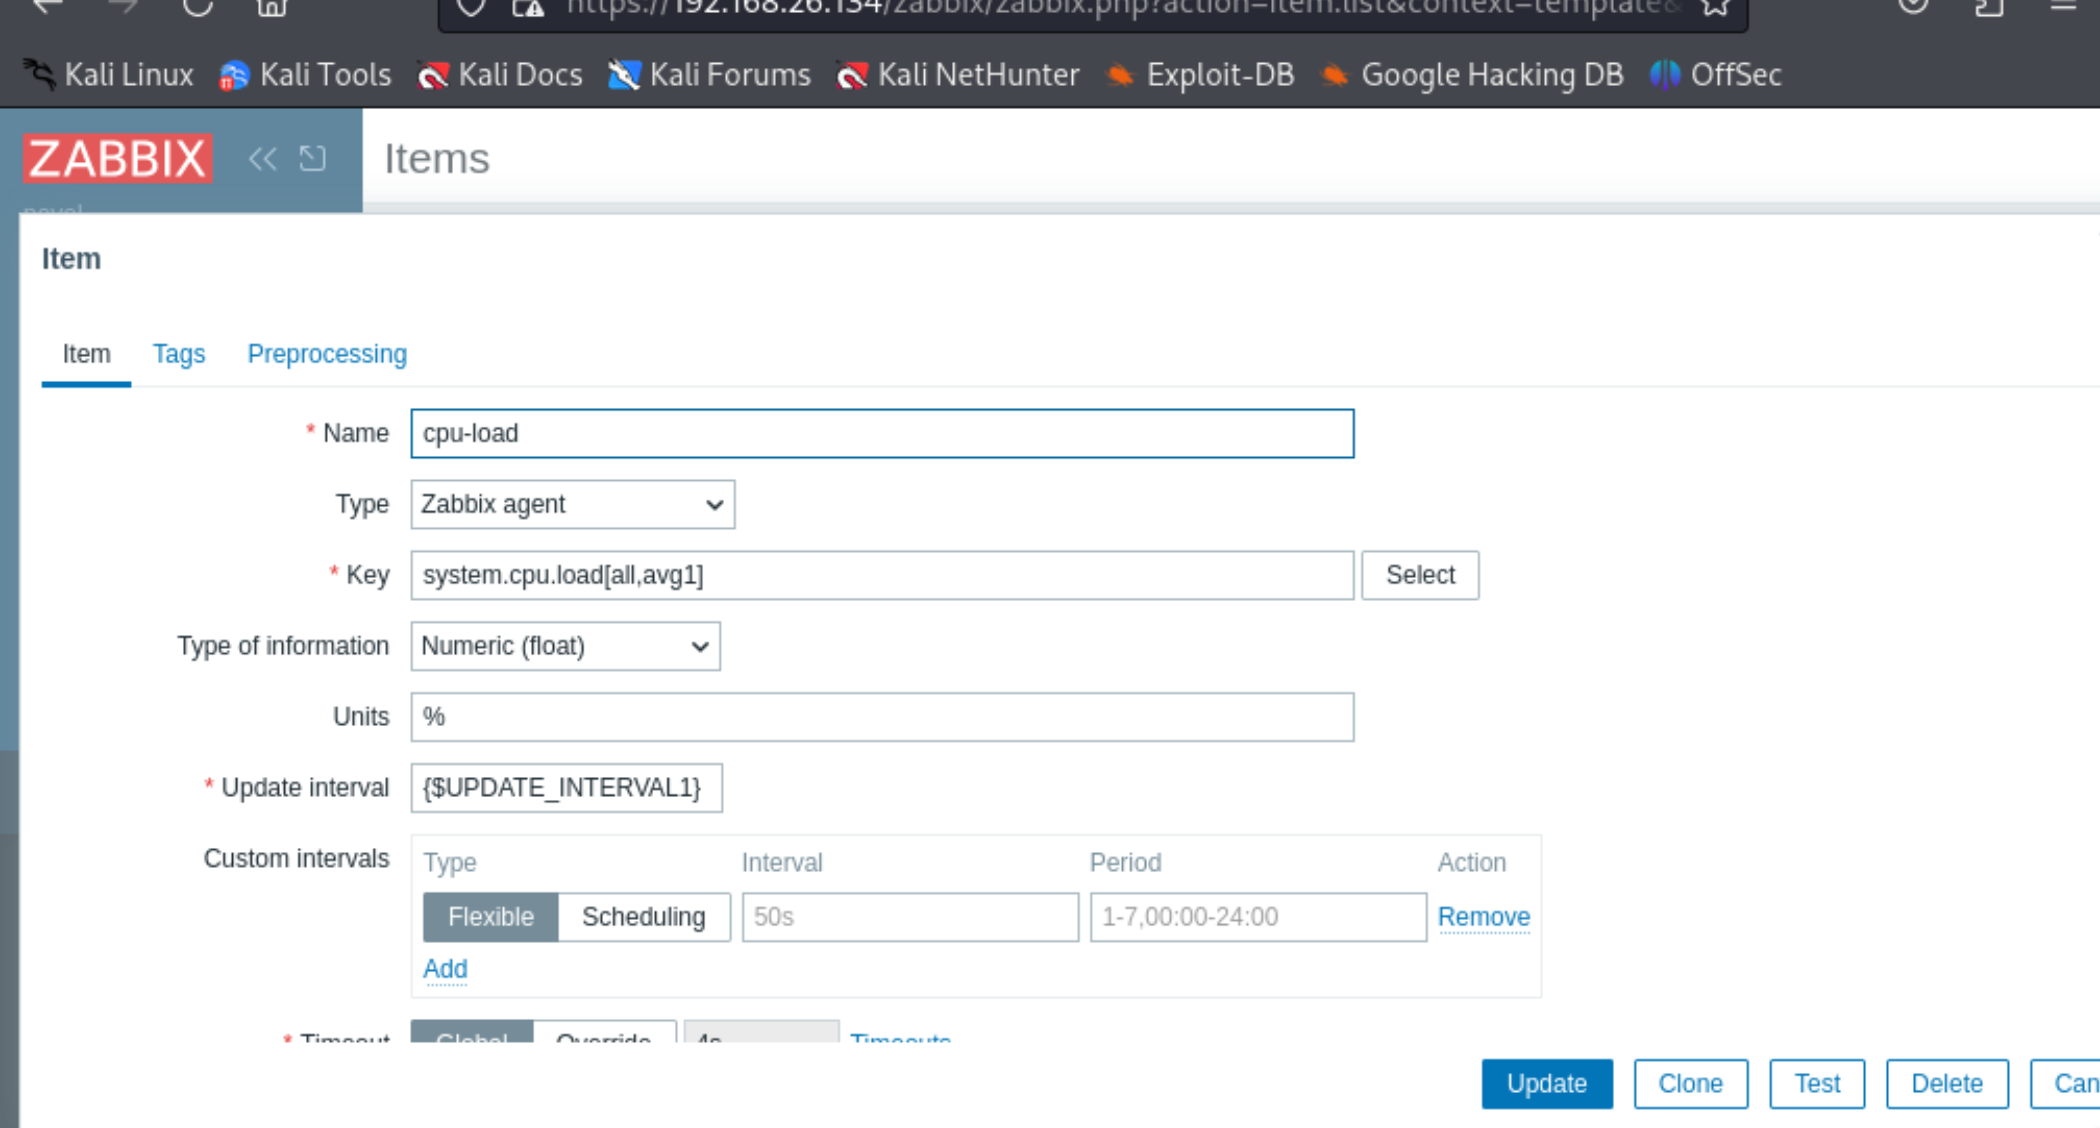 https://192.168.26.134/zabbix/zabbix.php?action=item.list&context=template&
Kali Linux Kali Tools Kali Docs Kali Forums Kali NetHunter Exploit-DB Google Hacking DB OffSec
ZABBIX Items
Item
Item Tags Preprocessing
* Name cpu-load
Type Zabbix agent
* Key system.cpu.load[all,avg1] Select
Type of information Numeric (float)
Units %
* Update interval {$UPDATE_INTERVAL1}
Custom intervals Type Interval Period Action
Flexible Scheduling 50s 1-7,00:00-24:00 Remove
Add
* Timeout Global Override 4s Timeouts
Update Clone Test Delete Can